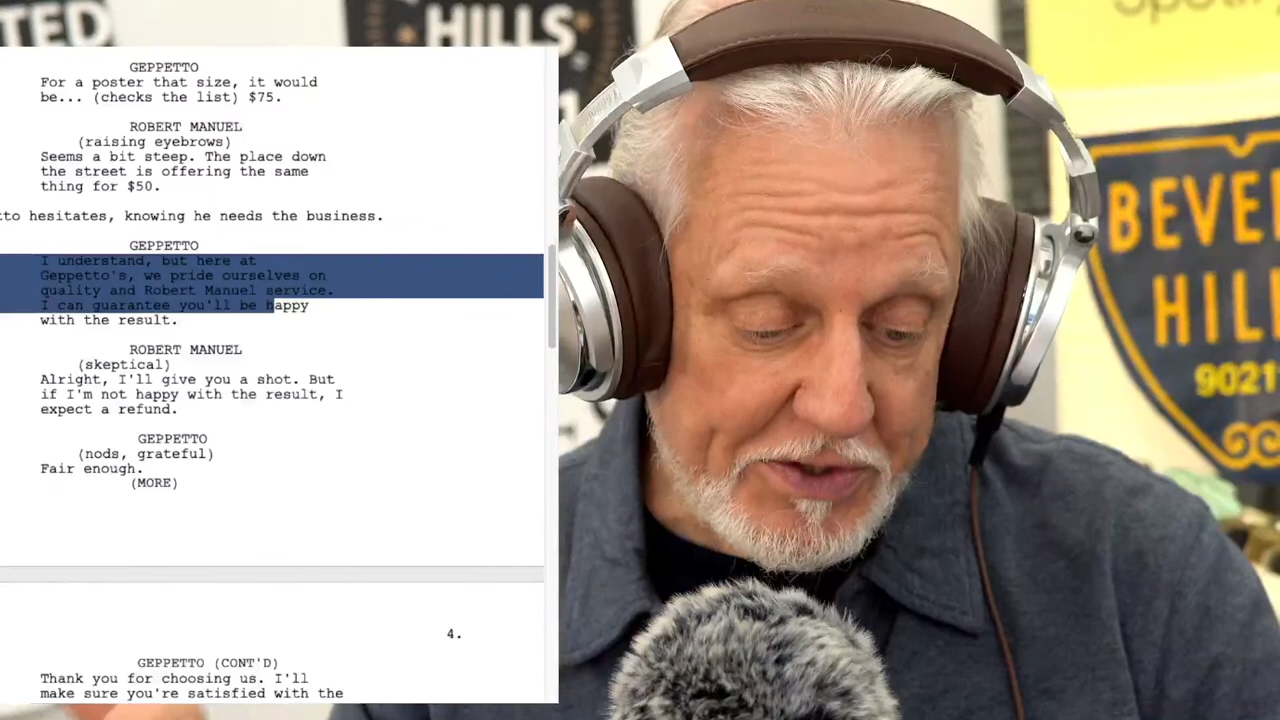 TED
HILLS
GEPPETTO
For a poster that size, it would
be... (checks the list) $75.
ROBERT MANUEL
(raising eyebrows)
Seems a bit steep. The place down
the street is offering the same
thing for $50.
tto hesitates, knowing he needs the business.
GEPPETTO
I understand, but here at
Geppetto's, we pride ourselves on
quality and Robert Manuel service.
I can guarantee you'll be happy
with the result.
ROBERT MANUEL
(skeptical)
Alright, I'll give you a shot. But
if I'm not happy with the result, I
expect a refund.
GEPPETTO
(nods, grateful)
Fair enough.
(MORE)
4.
GEPPETTO (CONT'D)
Thank you for choosing us. I'll
make sure you're satisfied with the
BEVE
HIL
9021